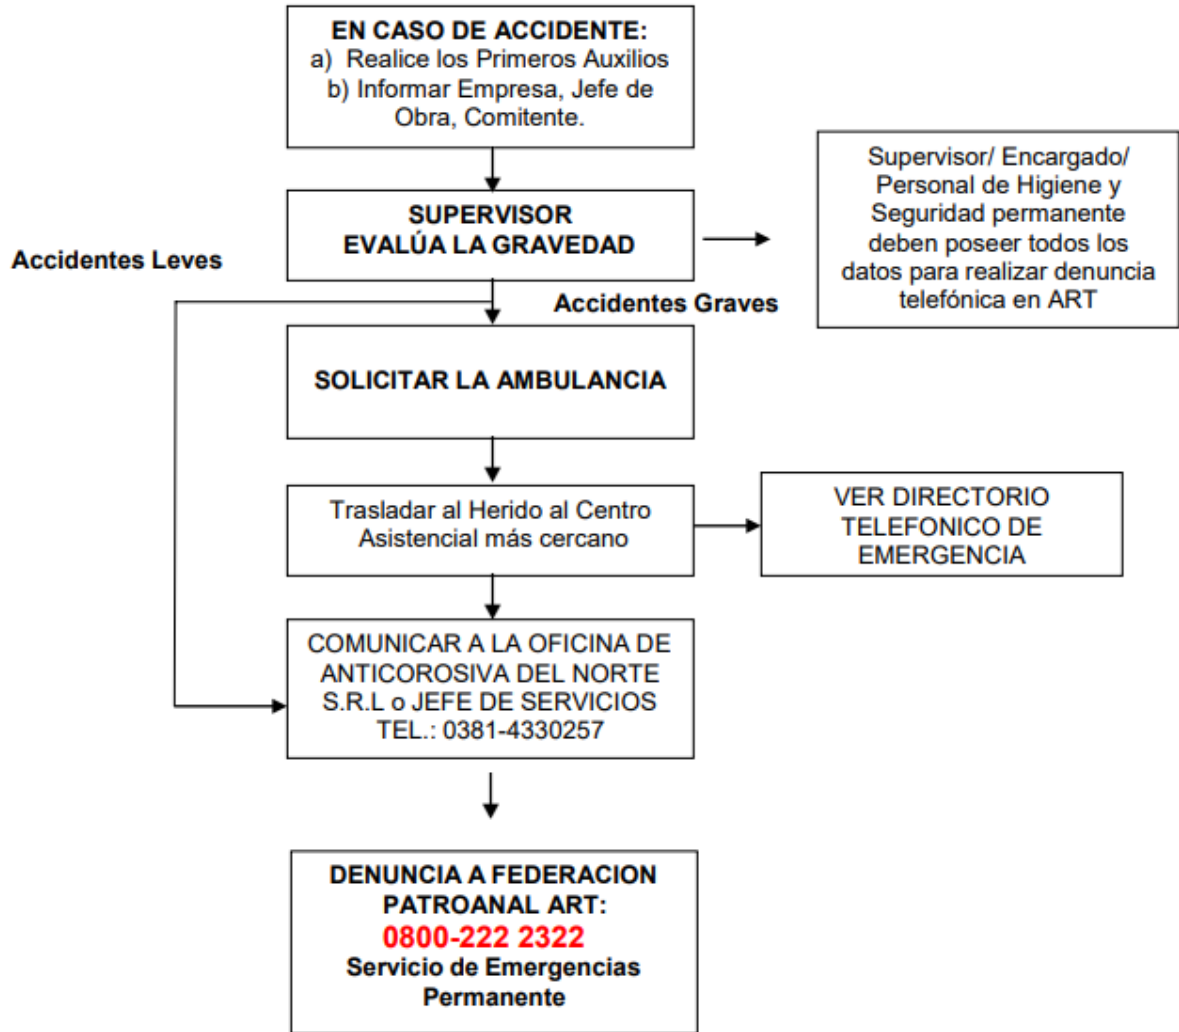 EN CASO DE ACCIDENTE:
a) Realice los Primeros Auxilios
b) Informar Empresa, Jefe de
Obra, Comitente.
SUPERVISOR
EVALÚA LA GRAVEDAD
Supervisor/ Encargado/
Personal de Higiene y
Seguridad permanente
deben poseer todos los
datos para realizar denuncia
telefónica en ART
Accidentes Leves
Accidentes Graves
SOLICITAR LA AMBULANCIA
Trasladar al Herido al Centro
Asistencial más cercano
VER DIRECTORIO
TELEFONICO DE
EMERGENCIA
COMUNICAR A LA OFICINA DE
ANTICOROSIVA DEL NORTE
S.R.L o JEFE DE SERVICIOS
TEL.: 0381-4330257
DENUNCIA A FEDERACION
PATROANAL ART:
0800-222 2322
Servicio de Emergencias
Permanente